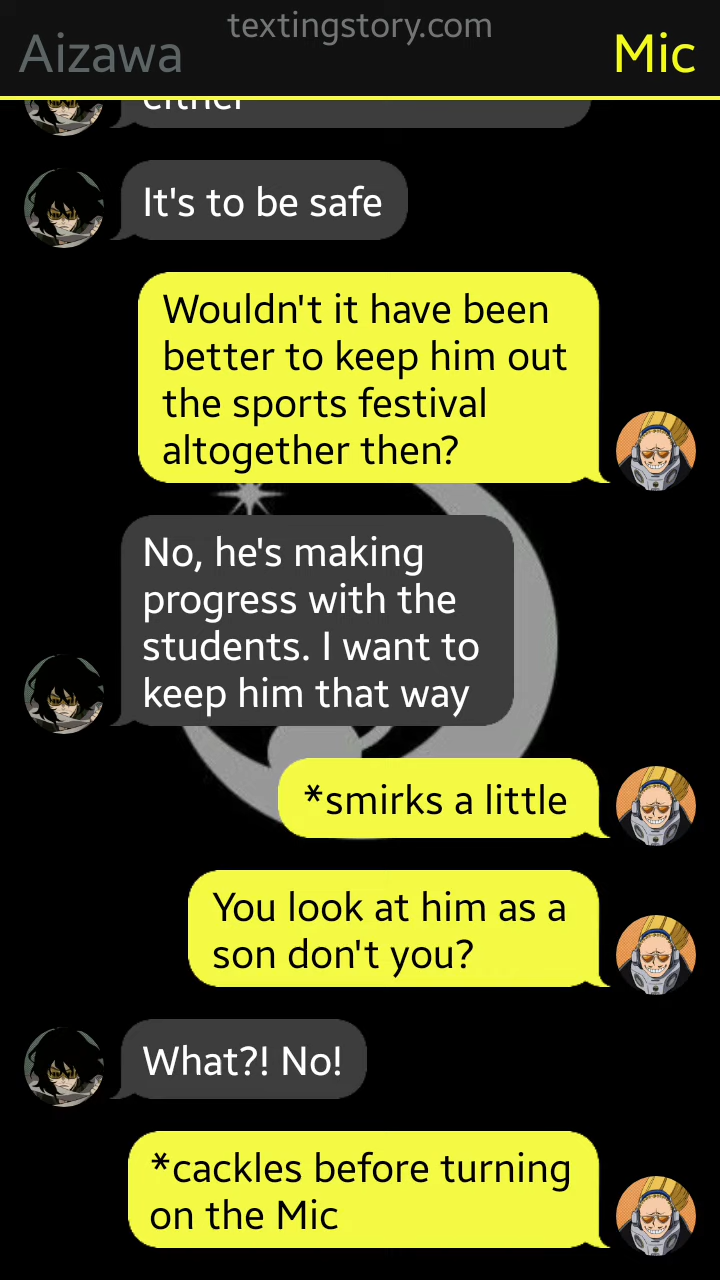 textingstory.com
Aizawa
Mic
either
It's to be safe
Wouldn't it have been
better to keep him out
the sports festival
altogether then?
No, he's making
progress with the
students. I want to
keep him that way
*smirks a little
You look at him as a
son don't you?
What?! No!
*cackles before turning
on the Mic